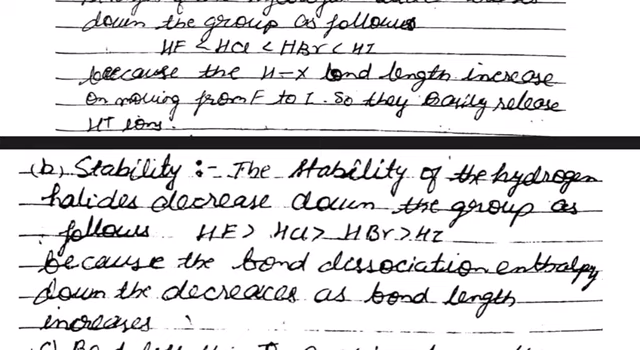 down the group as follows
HF < HCl < HBr < HI
because the H-X bond length increase
on moving from F to I. So they easily release
H+ ions.
(b) Stability :- The Stability of the hydrogen
halides decrease down the group as
follows HF > HCl > HBr > HI
because the bond dissociation enthalpy
down the decreaces as bond length
increases